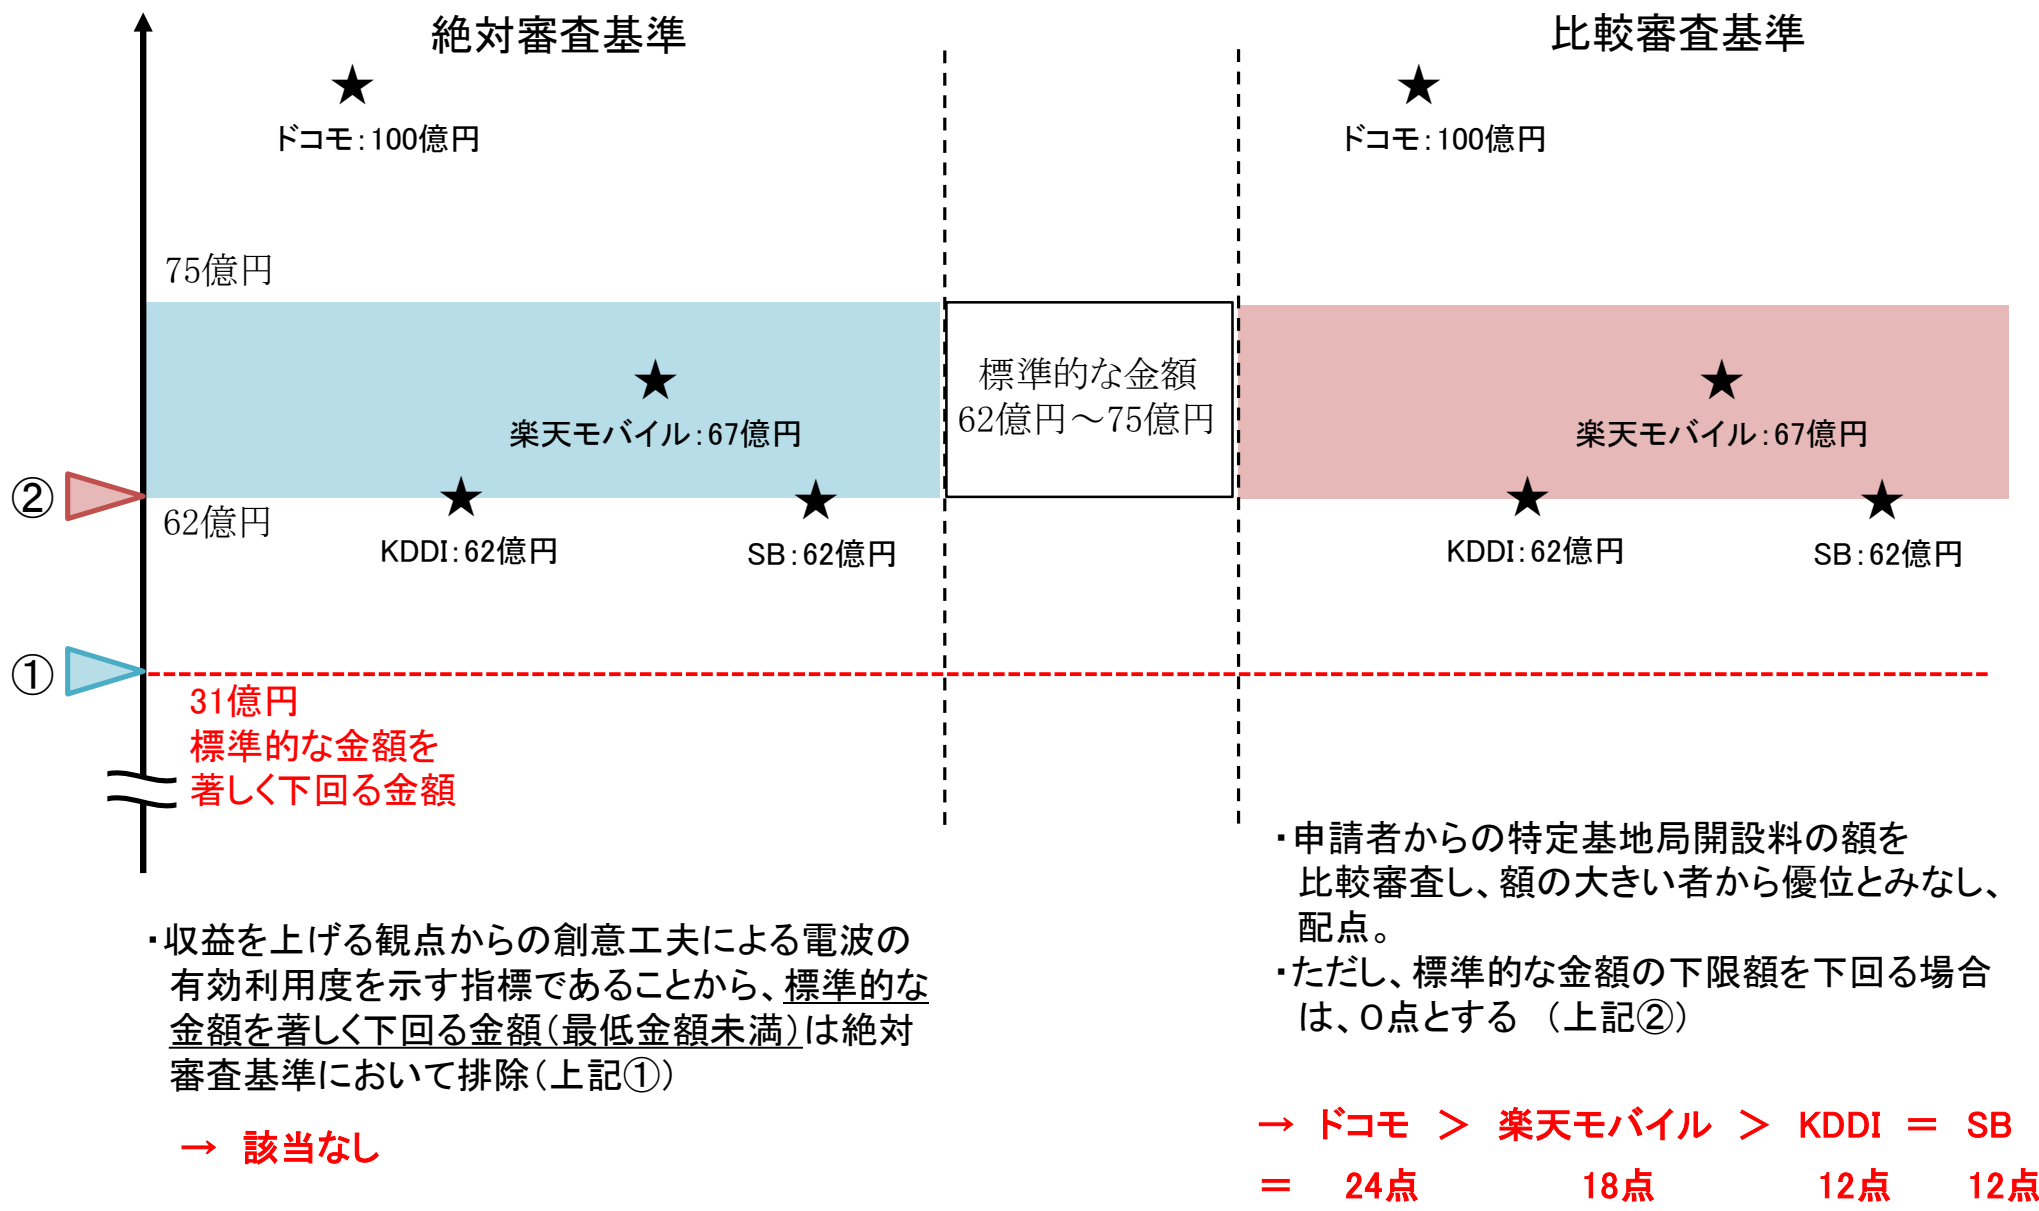 絶対審査基準
比較審査基準
ドコモ：100億円
ドコモ：100億円
75億円
標準的な金額
62億円～75億円
楽天モバイル：67億円
楽天モバイル：67億円
②
62億円
KDDI：62億円
SB：62億円
KDDI：62億円
SB：62億円
①
31億円
標準的な金額を
著しく下回る金額
・収益を上げる観点からの創意工夫による電波の
有効利用度を示す指標であることから、標準的な
金額を著しく下回る金額（最低金額未満）は絶対
審査基準において排除（上記①）
→ 該当なし
・申請者からの特定基地局開設料の額を
比較審査し、額の大きい者から優位とみなし、
配点。
・ただし、標準的な金額の下限額を下回る場合
は、０点とする （上記②）
→ ドコモ ＞ 楽天モバイル ＞ KDDI ＝ SB
＝ 24点 18点 12点 12点